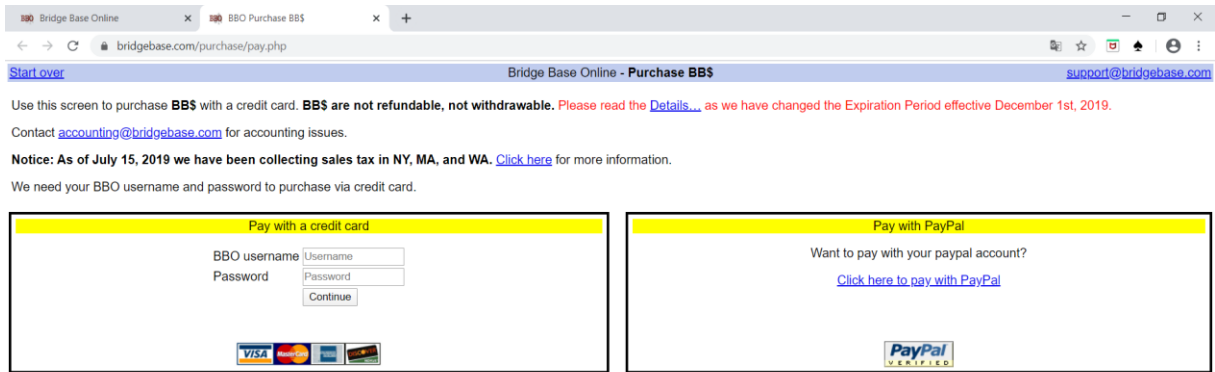 Bridge Base Online
BBO Purchase BB$
bridgebase.com/purchase/pay.php
Start over
Bridge Base Online - Purchase BB$
support@bridgebase.com
Use this screen to purchase BB$ with a credit card. BB$ are not refundable, not withdrawable. Please read the Details... as we have changed the Expiration Period effective December 1st, 2019.
Contact accounting@bridgebase.com for accounting issues.
Notice: As of July 15, 2019 we have been collecting sales tax in NY, MA, and WA. Click here for more information.
We need your BBO username and password to purchase via credit card.
Pay with a credit card
BBO username Username
Password Password
Continue
VISA MasterCard
Pay with PayPal
Want to pay with your paypal account?
Click here to pay with PayPal
PayPal
VERIFIED